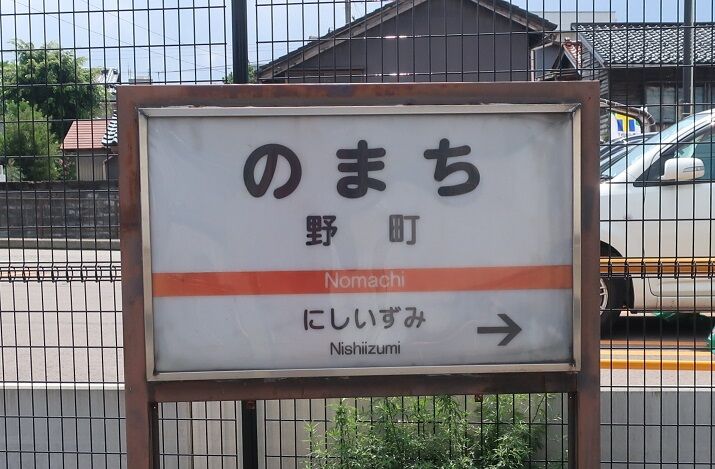 のまち
野 町
Nomachi
にしいずみ
Nishiizumi →